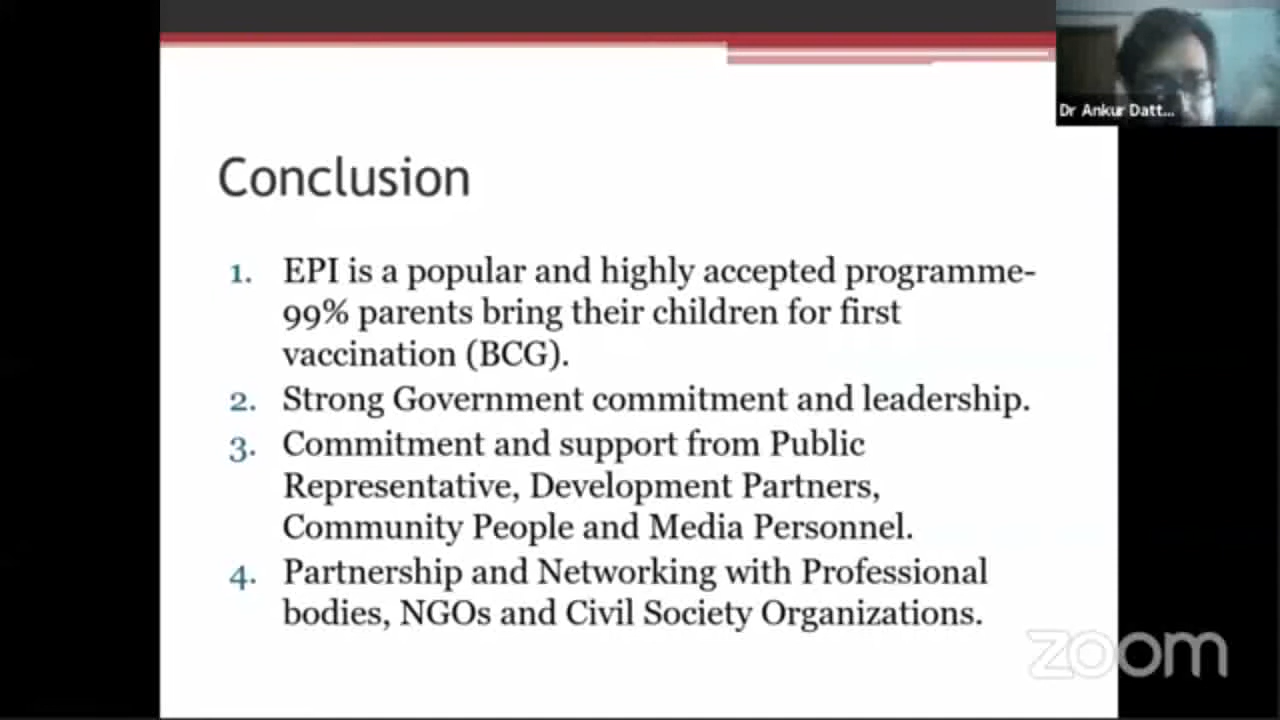 Dr Ankur Datt...
Conclusion
1. EPI is a popular and highly accepted programme-
99% parents bring their children for first
vaccination (BCG).
2. Strong Government commitment and leadership.
3. Commitment and support from Public
Representative, Development Partners,
Community People and Media Personnel.
4. Partnership and Networking with Professional
bodies, NGOs and Civil Society Organizations.
zoom